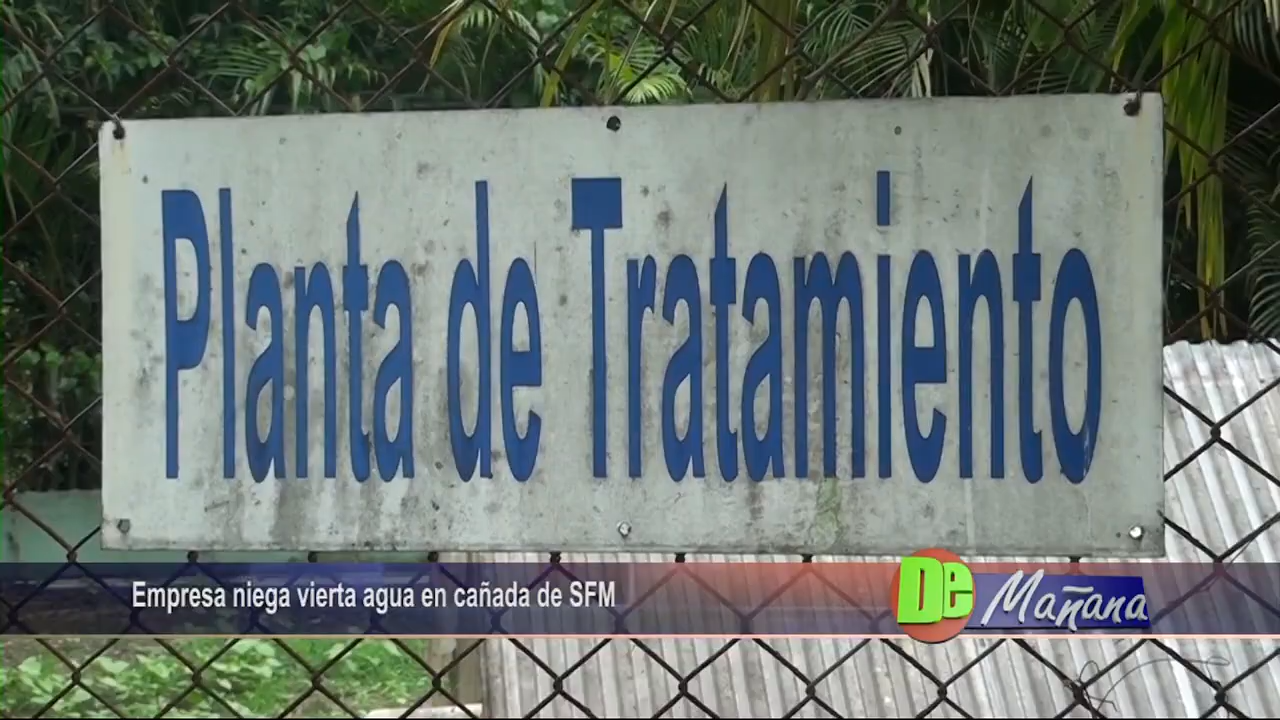 Planta de Tratamiento
Empresa niega vierta agua en cañada de SFM
De Mañana